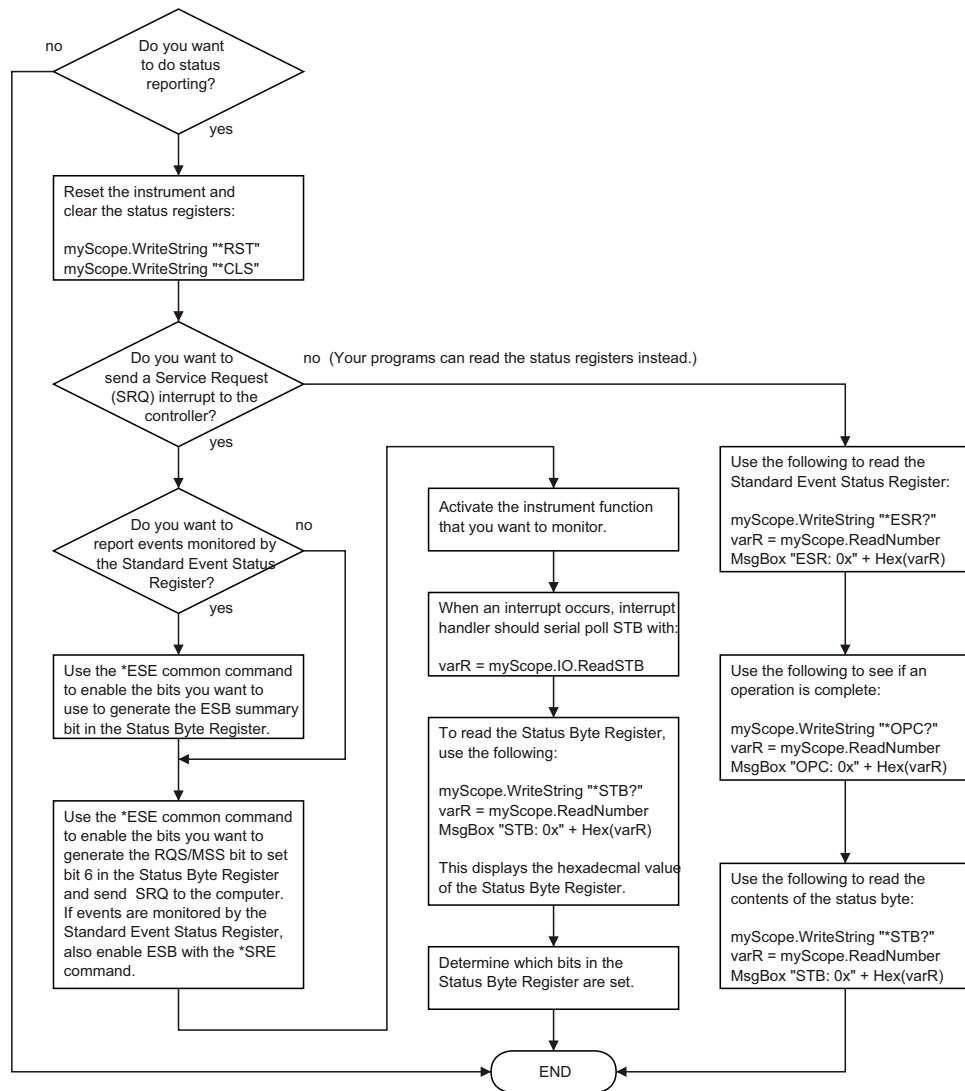 Do you want
to do status
reporting?
no
yes
Reset the instrument and
clear the status registers:
myScope.WriteString "*RST"
myScope.WriteString "*CLS"
Do you want to
send a Service Request
(SRQ) interrupt to the
controller?
no (Your programs can read the status registers instead.)
yes
Do you want to
report events monitored by
the Standard Event Status
Register?
no
yes
Use the *ESE common command
to enable the bits you want to
use to generate the ESB summary
bit in the Status Byte Register.
Use the *ESE common command
to enable the bits you want to
generate the RQS/MSS bit to set
bit 6 in the Status Byte Register
and send SRQ to the computer.
If events are monitored by the
Standard Event Status Register,
also enable ESB with the *SRE
command.
Activate the instrument function
that you want to monitor.
When an interrupt occurs, interrupt
handler should serial poll STB with:
varR = myScope.IO.ReadSTB
To read the Status Byte Register,
use the following:
myScope.WriteString "*STB?"
varR = myScope.ReadNumber
MsgBox "STB: 0x" + Hex(varR)
This displays the hexadecmal value
of the Status Byte Register.
Determine which bits in the
Status Byte Register are set.
Use the following to read the
Standard Event Status Register:
myScope.WriteString "*ESR?"
varR = myScope.ReadNumber
MsgBox "ESR: 0x" + Hex(varR)
Use the following to see if an
operation is complete:
myScope.WriteString "*OPC?"
varR = myScope.ReadNumber
MsgBox "OPC: 0x" + Hex(varR)
Use the following to read the
contents of the status byte:
myScope.WriteString "*STB?"
varR = myScope.ReadNumber
MsgBox "STB: 0x" + Hex(varR)
END